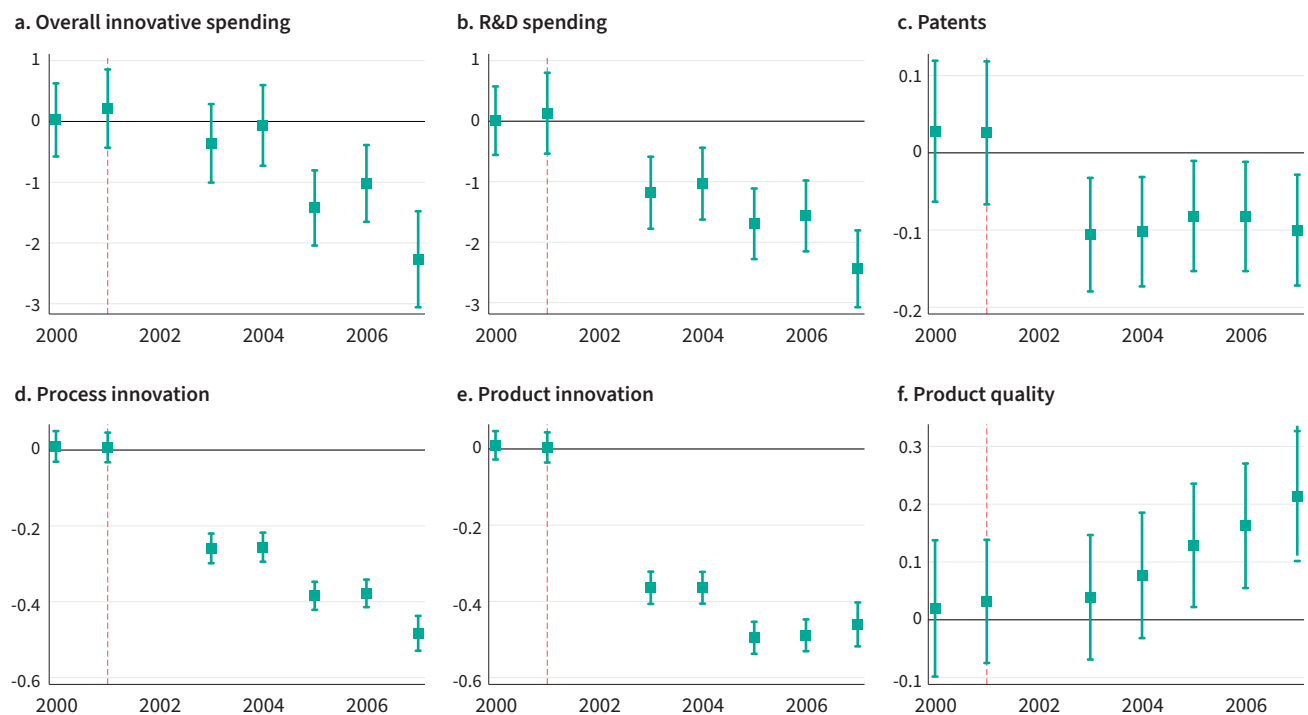 a. Overall innovative spending
b. R&D spending
c. Patents
1
0
-1
-2
-3
2000 2002 2004 2006
1
0
-1
-2
-3
2000 2002 2004 2006
0.1
0
-0.1
-0.2
2000 2002 2004 2006
d. Process innovation
e. Product innovation
f. Product quality
0
-0.2
-0.4
-0.6
2000 2002 2004 2006
0
-0.2
-0.4
-0.6
2000 2002 2004 2006
0.3
0.2
0.1
0
-0.1
2000 2002 2004 2006